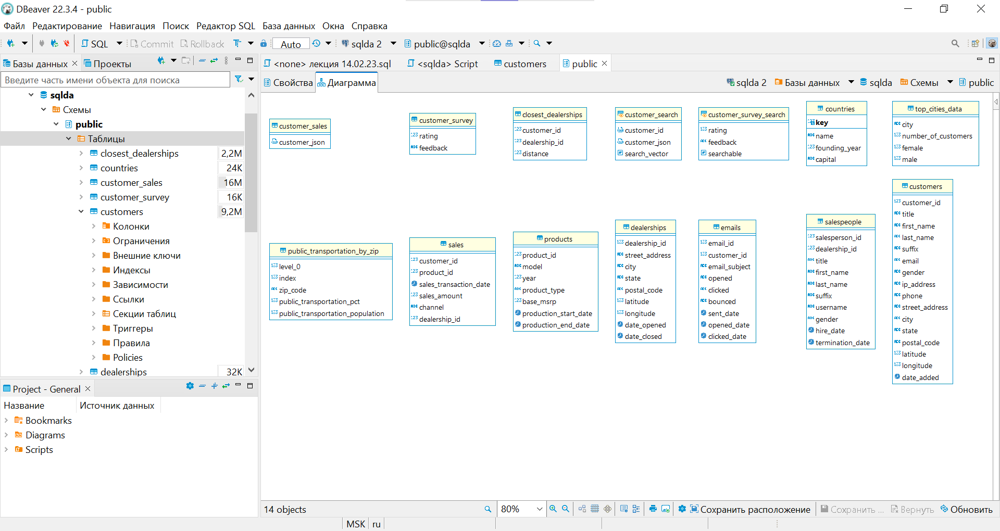 DBeaver 22.3.4 - public
Файл Редактирование Навигация Поиск Редактор SQL База данных Окна Справка
SQL Commit Rollback Auto sqlda 2 public@sqlda
Базы данных Проекты
Введите часть имени объекта для поиска
sqlda
Схемы
public
Таблицы
closest_dealerships 2,2M
countries 24K
customer_sales 16M
customer_survey 16K
customers 9,2M
Колонки
Ограничения
Внешние ключи
Индексы
Зависимости
Ссылки
Секции таблиц
Триггеры
Правила
Policies
dealerships 32K
Project - General
Название Источник данных
Bookmarks
Diagrams
Scripts
<none> лекция 14.02.23.sql <sqlda> Script customers public
Свойства Диаграмма sqlda 2 Базы данных sqlda Схемы public
customer_sales
customer_json
customer_survey
rating
feedback
closest_dealerships
customer_id
dealership_id
distance
customer_search
customer_id
customer_json
search_vector
customer_survey_search
rating
feedback
searchable
countries
key
name
founding_year
capital
top_cities_data
city
number_of_customers
female
male
public_transportation_by_zip
level_0
index
zip_code
public_transportation_pct
public_transportation_population
sales
customer_id
product_id
sales_transaction_date
sales_amount
channel
dealership_id
products
product_id
model
year
product_type
base_msrp
production_start_date
production_end_date
dealerships
dealership_id
street_address
city
state
postal_code
latitude
longitude
date_opened
date_closed
emails
email_id
customer_id
email_subject
opened
clicked
bounced
sent_date
opened_date
clicked_date
salespeople
salesperson_id
dealership_id
title
first_name
last_name
suffix
username
gender
hire_date
termination_date
customers
customer_id
title
first_name
last_name
suffix
email
gender
ip_address
phone
street_address
city
state
postal_code
latitude
longitude
date_added
14 objects 80% Сохранить расположение Сохранить ... Вернуть Обновить
MSK ru